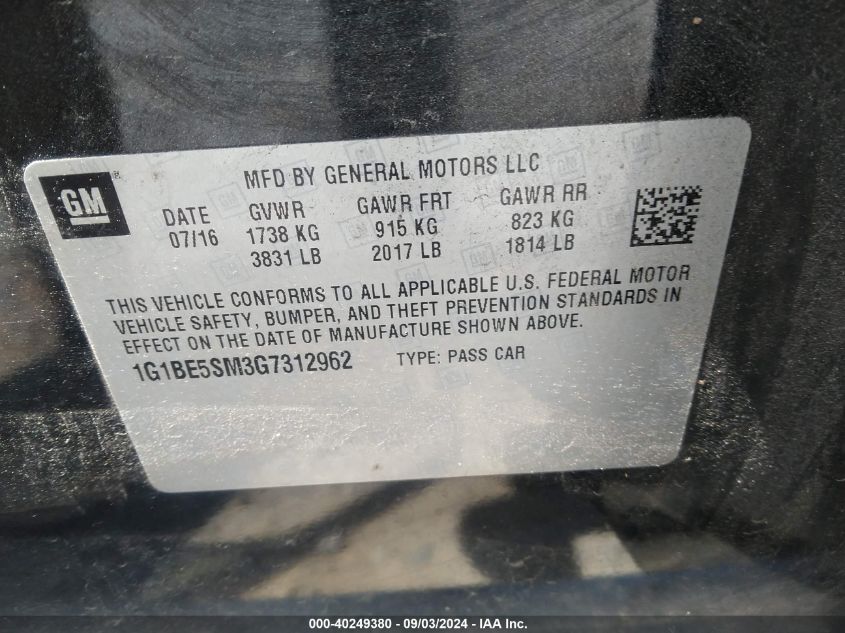 GM
MFD BY GENERAL MOTORS LLC
DATE GVWR GAWR FRT GAWR RR
07/16 1738 KG 915 KG 823 KG
3831 LB 2017 LB 1814 LB
THIS VEHICLE CONFORMS TO ALL APPLICABLE U.S. FEDERAL MOTOR
VEHICLE SAFETY, BUMPER, AND THEFT PREVENTION STANDARDS IN
EFFECT ON THE DATE OF MANUFACTURE SHOWN ABOVE.
1G1BE5SM3G7312962 TYPE: PASS CAR
000-40249380 - 09/03/2024 - IAA Inc.